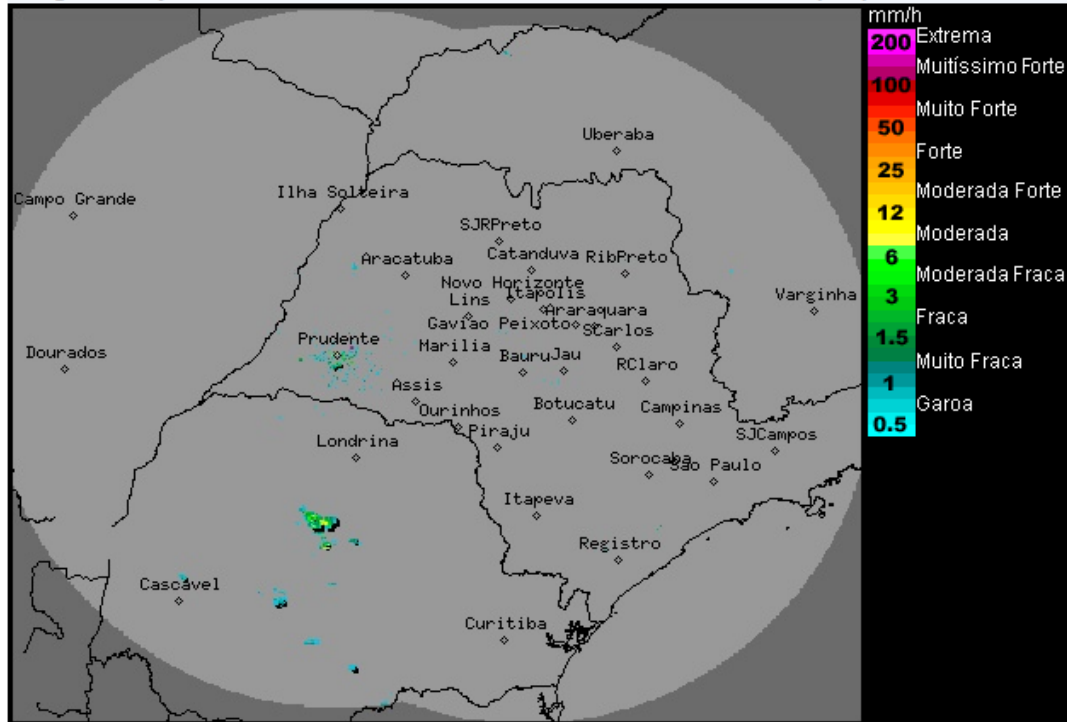 mm/h
200 Extrema
Muitíssimo Forte
100
Muito Forte
50
Forte
25
Moderada Forte
12
Moderada
6
Moderada Fraca
3
Fraca
1.5
Muito Fraca
1
Garoa
0.5
Uberaba
Campo Grande
Ilha Solteira
SJRPreto
Aracatuba
Catanduva
RibPreto
Novo Horizonte
Itapolis
Lins
Araraquara
Varginha
Gaviao Peixoto
SCarlos
Prudente
Dourados
Marilia
Bauru
Jau
RClaro
Assis
Ourinhos
Botucatu
Campinas
Londrina
Piraju
SJCampos
Sorocaba
Sao Paulo
Itapeva
Registro
Cascavel
Curitiba